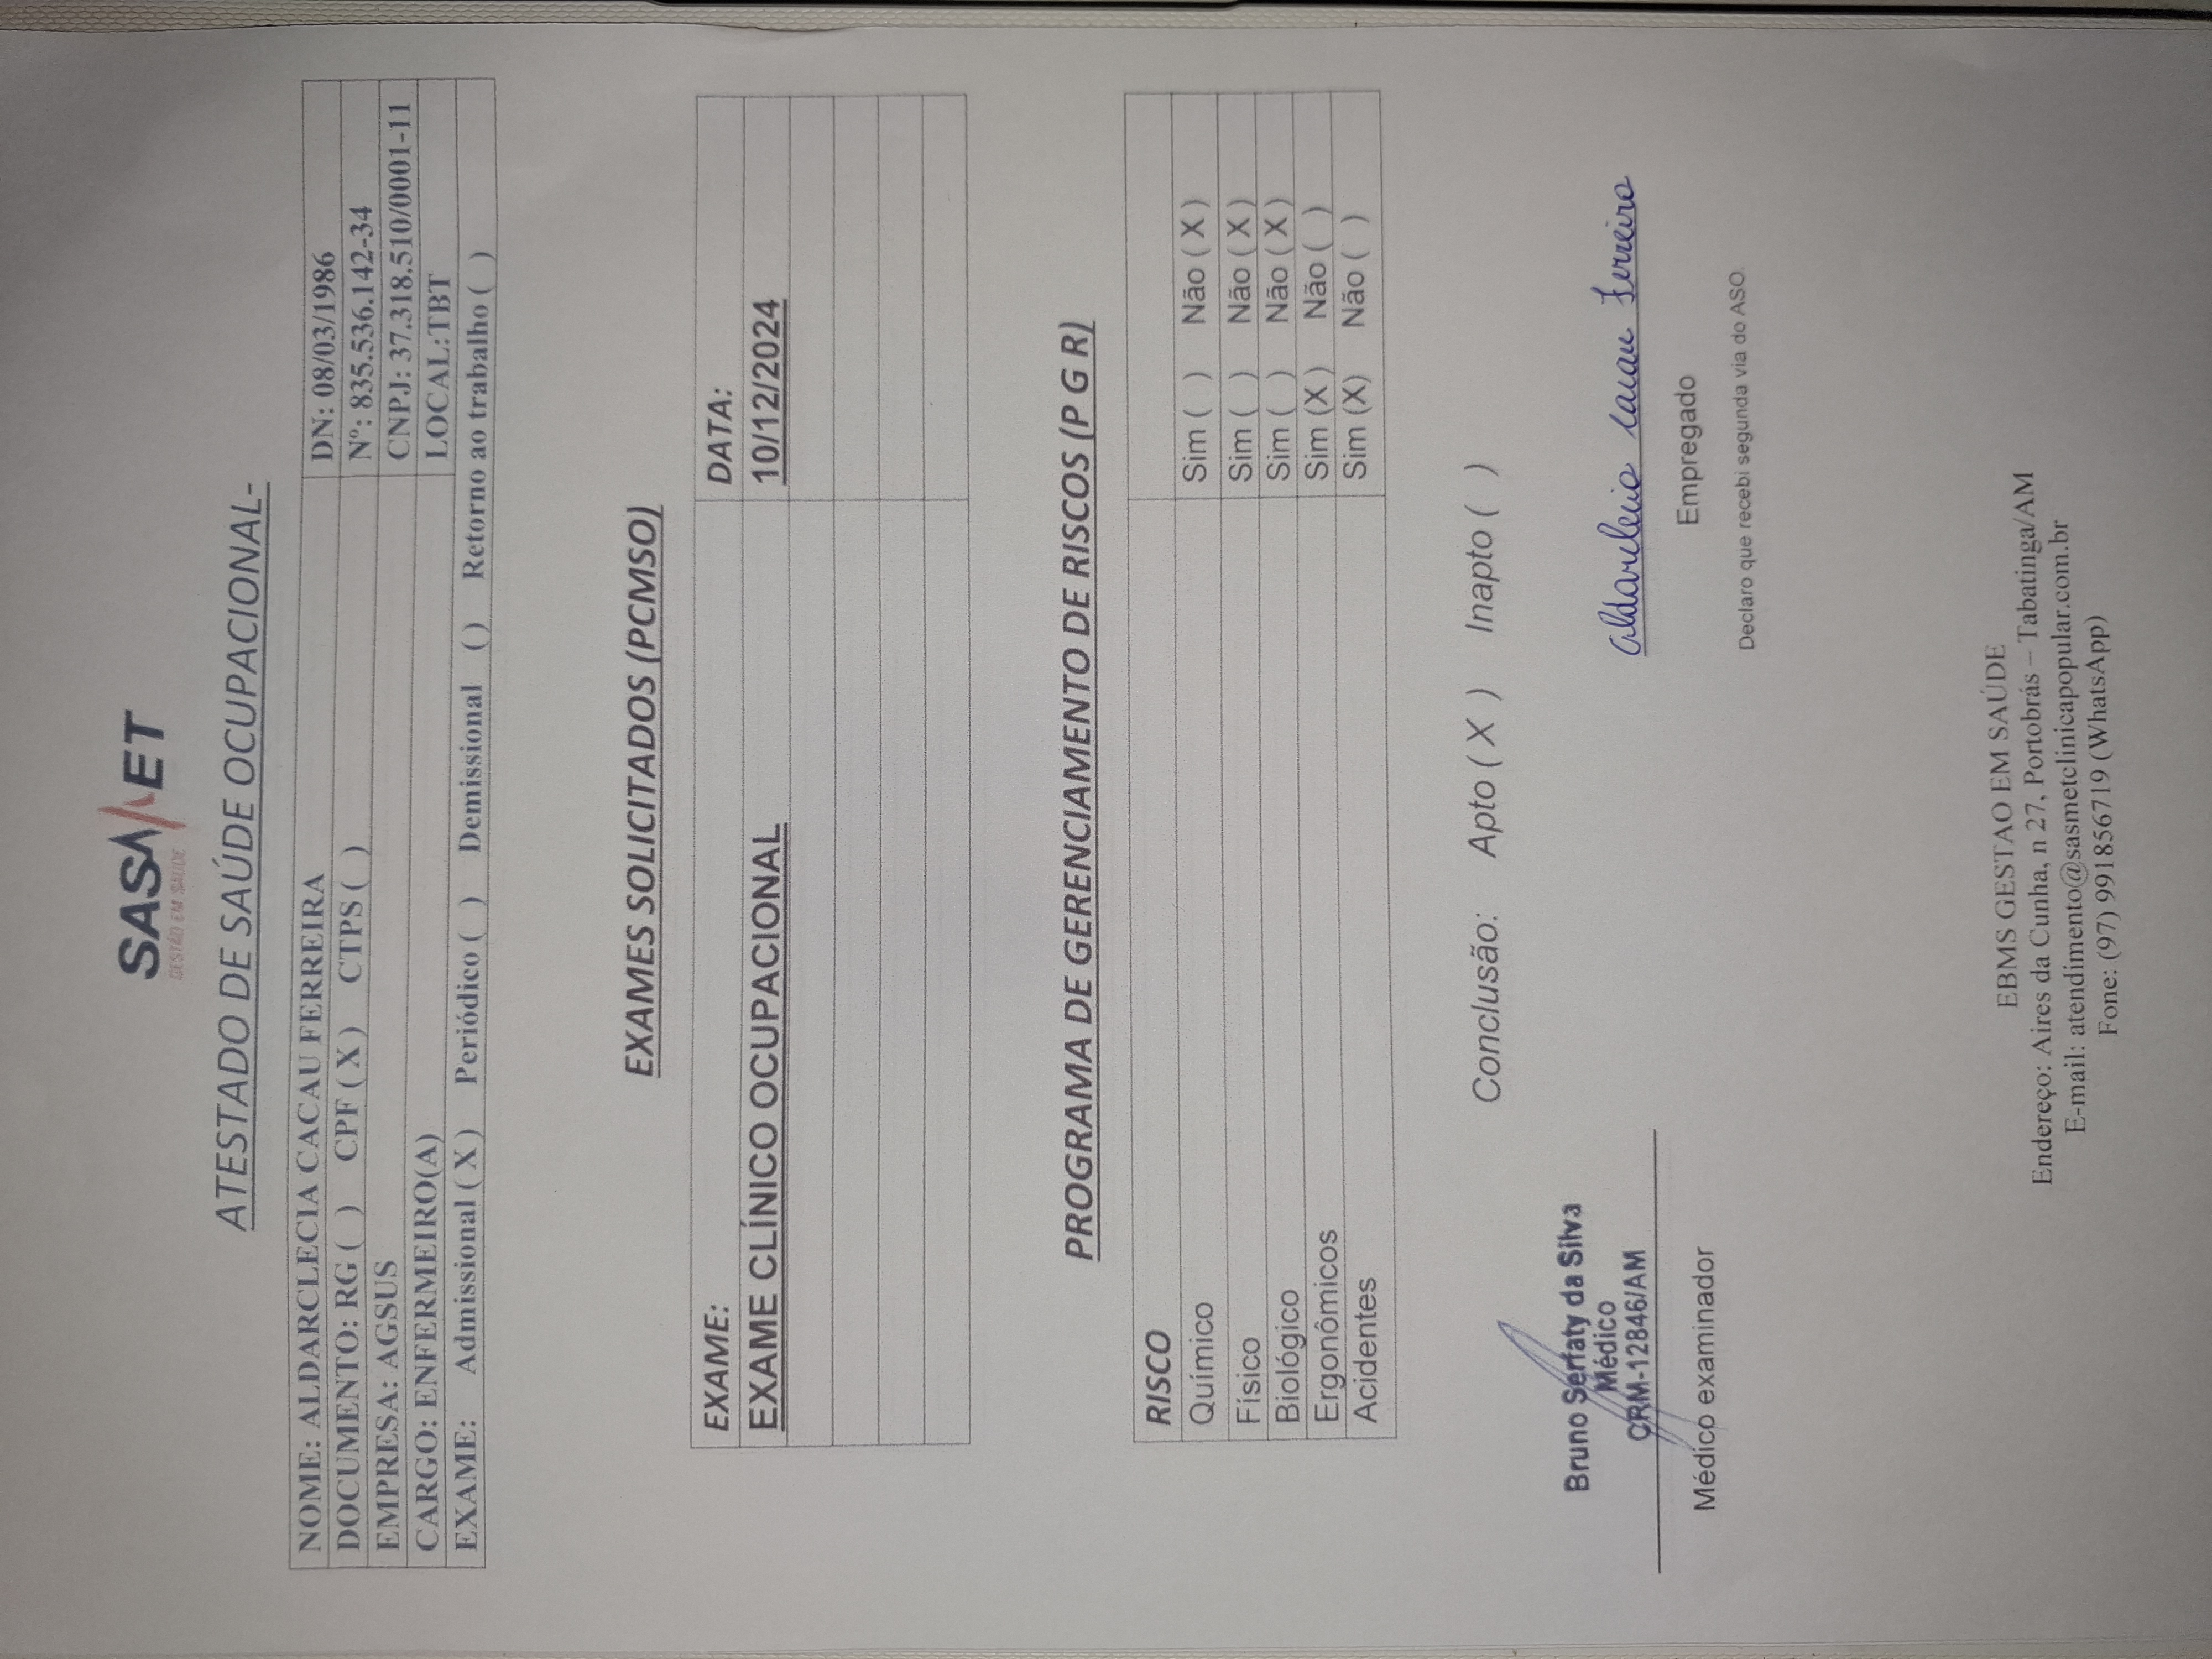 SASMET
GESTÃO EM SAÚDE
ATESTADO DE SAÚDE OCUPACIONAL-
NOME: ALDARCLECIA CACAU FERREIRA
DN: 08/03/1986
DOCUMENTO: RG ( ) CPF ( X ) CTPS ( )
Nº: 835.536.142-34
EMPRESA: AGSUS
CNPJ: 37.318.510/0001-11
CARGO: ENFERMEIRO(A)
LOCAL:TBT
EXAME: Admissional ( X ) Periódico ( ) Demissional ( ) Retorno ao trabalho ( )
EXAMES SOLICITADOS (PCMSO)
EXAME: DATA:
EXAME CLÍNICO OCUPACIONAL 10/12/2024
PROGRAMA DE GERENCIAMENTO DE RISCOS (P G R)
RISCO
Químico Sim ( ) Não ( X )
Físico Sim ( ) Não ( X )
Biológico Sim ( ) Não ( X )
Ergonômicos Sim (X ) Não ( )
Acidentes Sim (X) Não ( )
Conclusão: Apto ( X ) Inapto ( )
Bruno Serfaty da Silva
Médico
CRM-12846/AM
Médico examinador
Aldarclecia Cacau Ferreira
Empregado
Declaro que recebi segunda via do ASO.
EBMS GESTAO EM SAÚDE
Endereço: Aires da Cunha, n 27, Portobrás – Tabatinga/AM
E-mail: atendimento@sasmetclinicapopular.com.br
Fone: (97) 991856719 (WhatsApp)